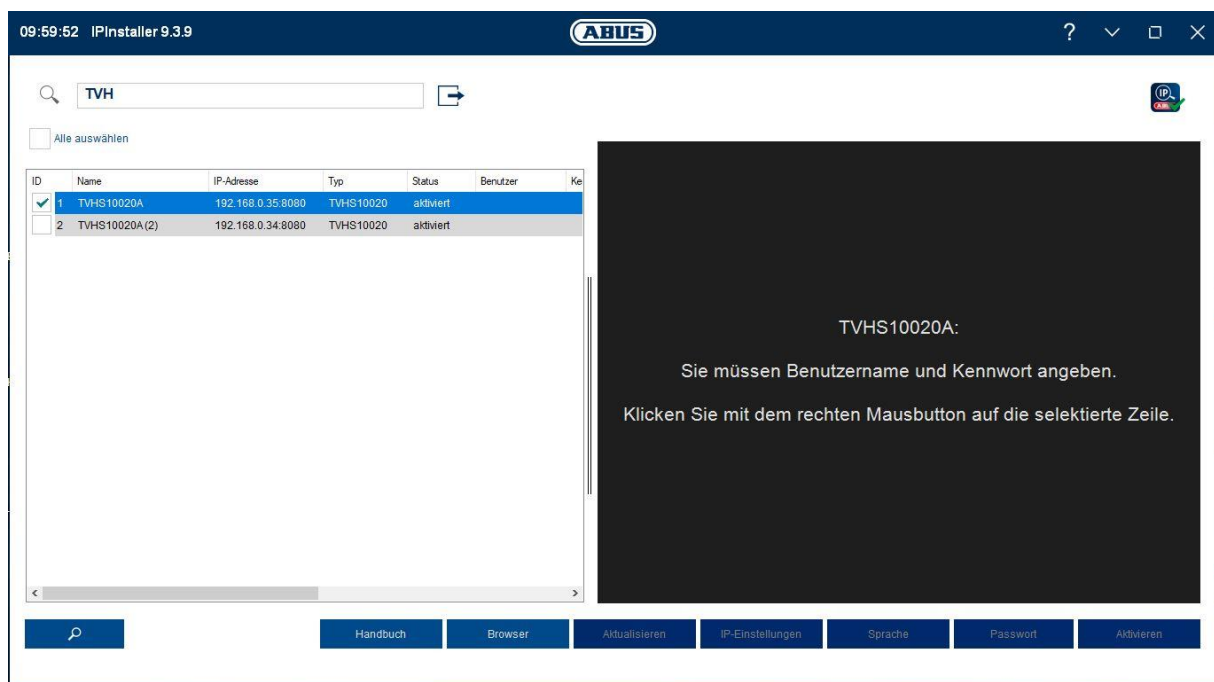 09:59:52 IPInstaller 9.3.9
ABUS
?
TVH
IP
Alle auswählen
ID Name IP-Adresse Typ Status Benutzer Ke
1 TVHS10020A 192.168.0.35:8080 TVHS10020 aktiviert
2 TVHS10020A(2) 192.168.0.34:8080 TVHS10020 aktiviert
TVHS10020A:
Sie müssen Benutzername und Kennwort angeben.
Klicken Sie mit dem rechten Mausbutton auf die selektierte Zeile.
Handbuch Browser Aktualisieren IP-Einstellungen Sprache Passwort Aktivieren